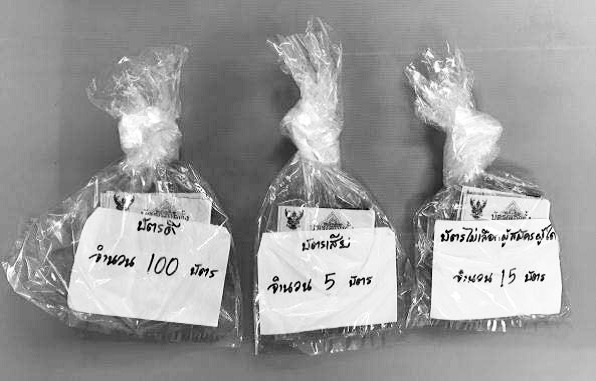 บัตรดี
จำนวน 100 บัตร
บัตรเสีย
จำนวน 5 บัตร
บัตรไม่เลือกผู้สมัครผู้ใด
จำนวน 15 บัตร